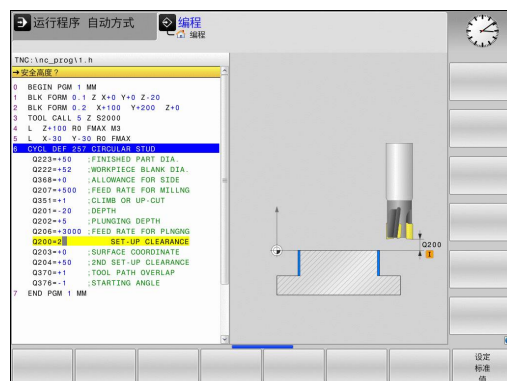 运行程序 自动方式
编程
编程
TNC:\nc_prog\1.h
→安全高度?
0 BEGIN PGM 1 MM
1 BLK FORM 0.1 Z X+0 Y+0 Z-20
2 BLK FORM 0.2 X+100 Y+200 Z+0
3 TOOL CALL 5 Z S2000
4 L Z+100 R0 FMAX M3
5 L X-30 Y-30 R0 FMAX
6 CYCL DEF 257 CIRCULAR STUD
Q223=+50 ;FINISHED PART DIA.
Q222=+52 ;WORKPIECE BLANK DIA.
Q368=+0 ;ALLOWANCE FOR SIDE
Q207=+500 ;FEED RATE FOR MILLNG
Q351=+1 ;CLIMB OR UP-CUT
Q201=-20 ;DEPTH
Q202=+5 ;PLUNGING DEPTH
Q206=+3000 ;FEED RATE FOR PLNGNG
Q200=2 SET-UP CLEARANCE
Q203=+0 ;SURFACE COORDINATE
Q204=+50 ;2ND SET-UP CLEARANCE
Q370=+1 ;TOOL PATH OVERLAP
Q376=-1 ;STARTING ANGLE
7 END PGM 1 MM
Q200
I
设定
标准
值